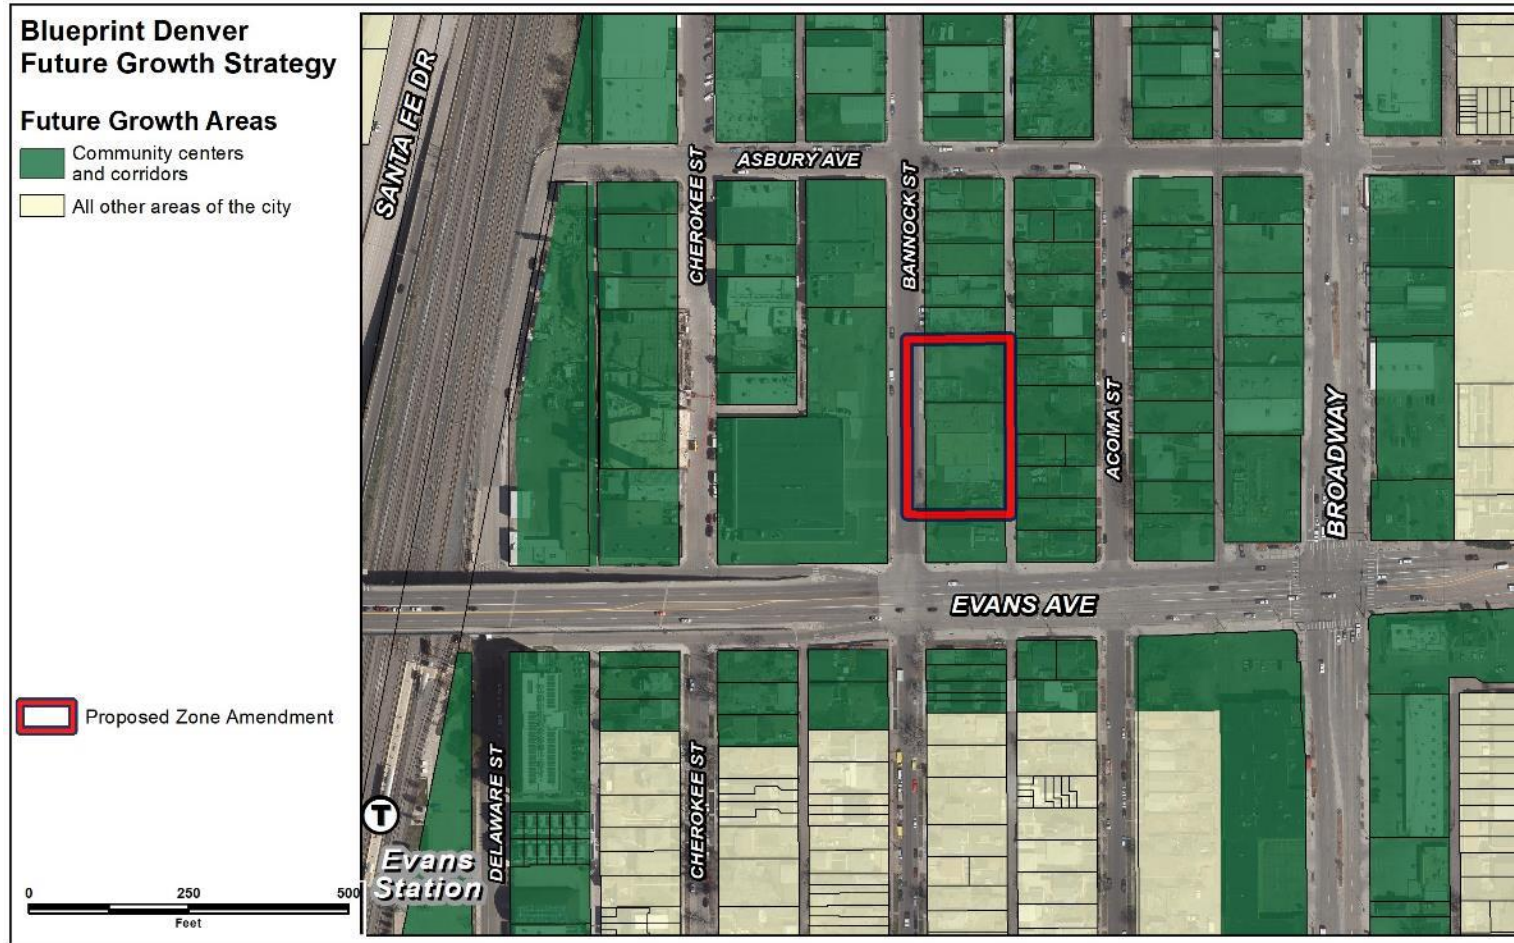 Blueprint Denver
Future Growth Strategy
Future Growth Areas
Community centers
and corridors
All other areas of the city
Proposed Zone Amendment
0 250 500
Feet
SANTA FE DR
CHEROKEE ST
ASBURY AVE
BANNOCK ST
ACOMA ST
BROADWAY
EVANS AVE
DELAWARE ST
CHEROKEE ST
T
Evans
Station